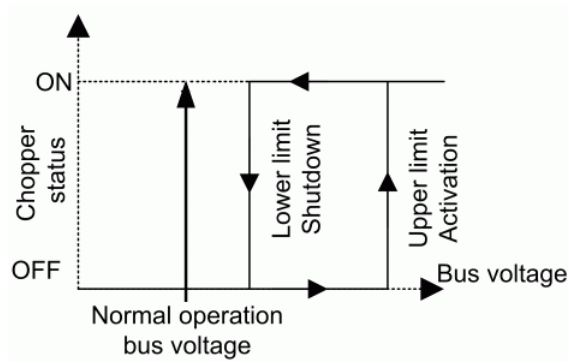 ON
Chopper
status
OFF
Lower limit
Shutdown
Upper limit
Activation
Bus voltage
Normal operation
bus voltage